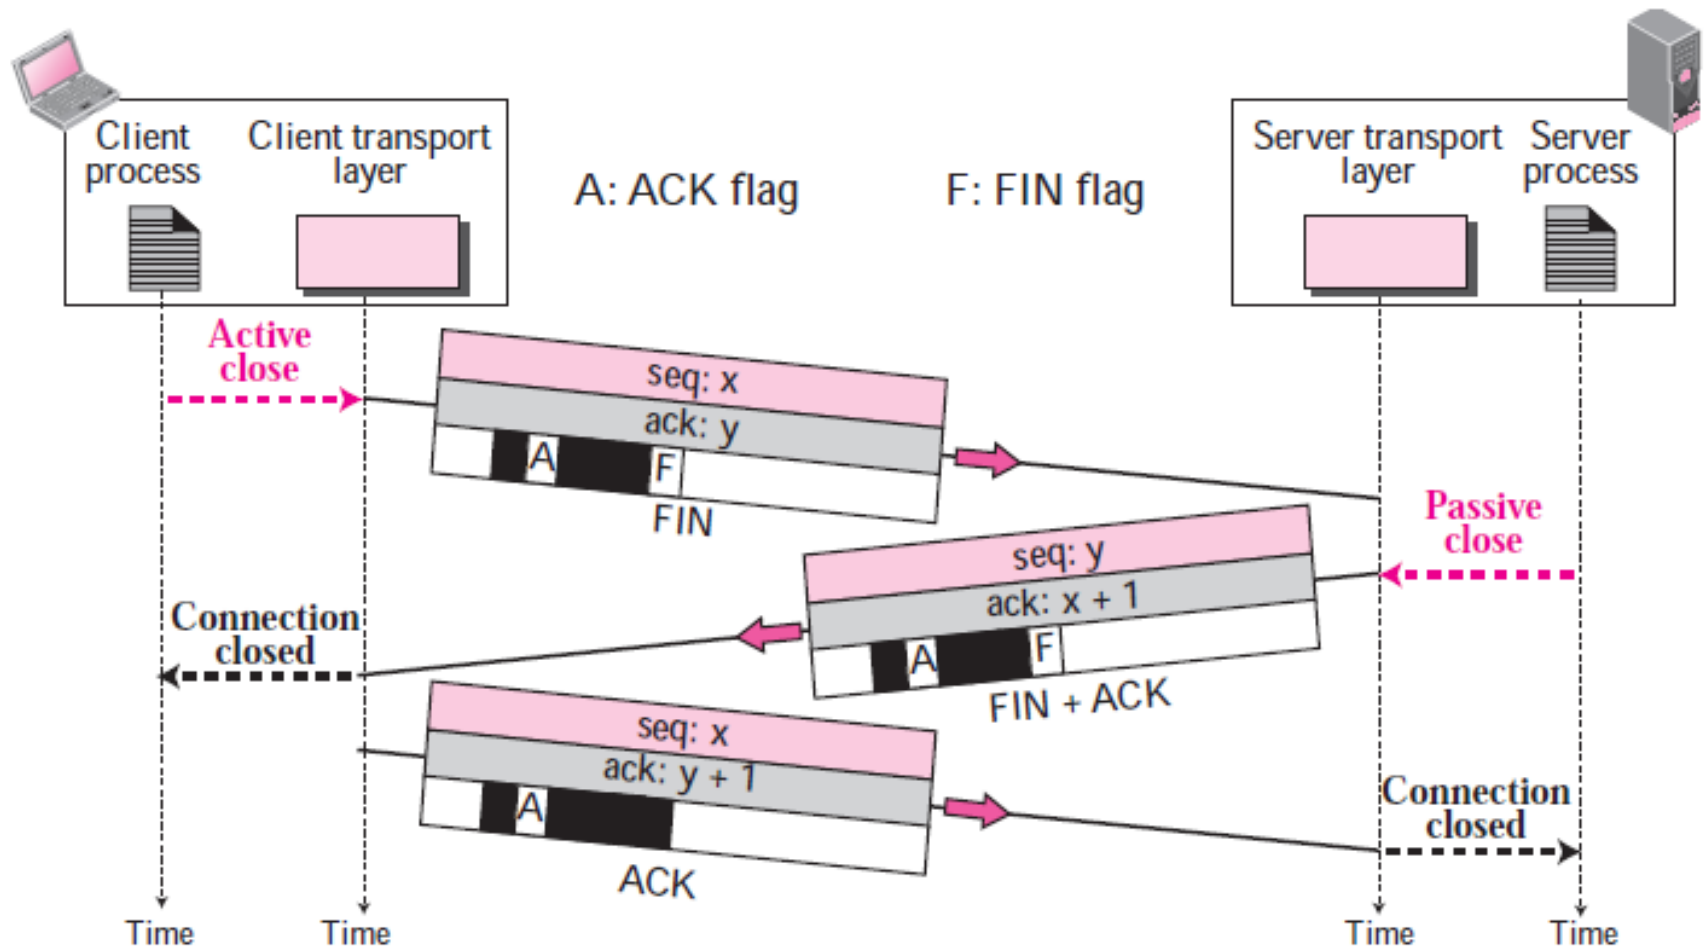 Client
process
Client transport
layer
A: ACK flag
F: FIN flag
Server transport
layer
Server
process
Active
close
seq: x
ack: y
A
F
FIN
Passive
close
seq: y
ack: x + 1
A
F
FIN + ACK
Connection
closed
seq: x
ack: y + 1
A
ACK
Connection
closed
Time
Time
Time
Time